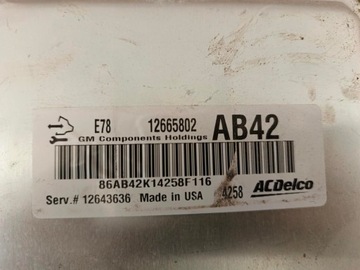 E78 12665802 AB42
GM Components Holdings
86AB42K14258F116
4258 ACDelco
Serv.# 12643636 Made in USA